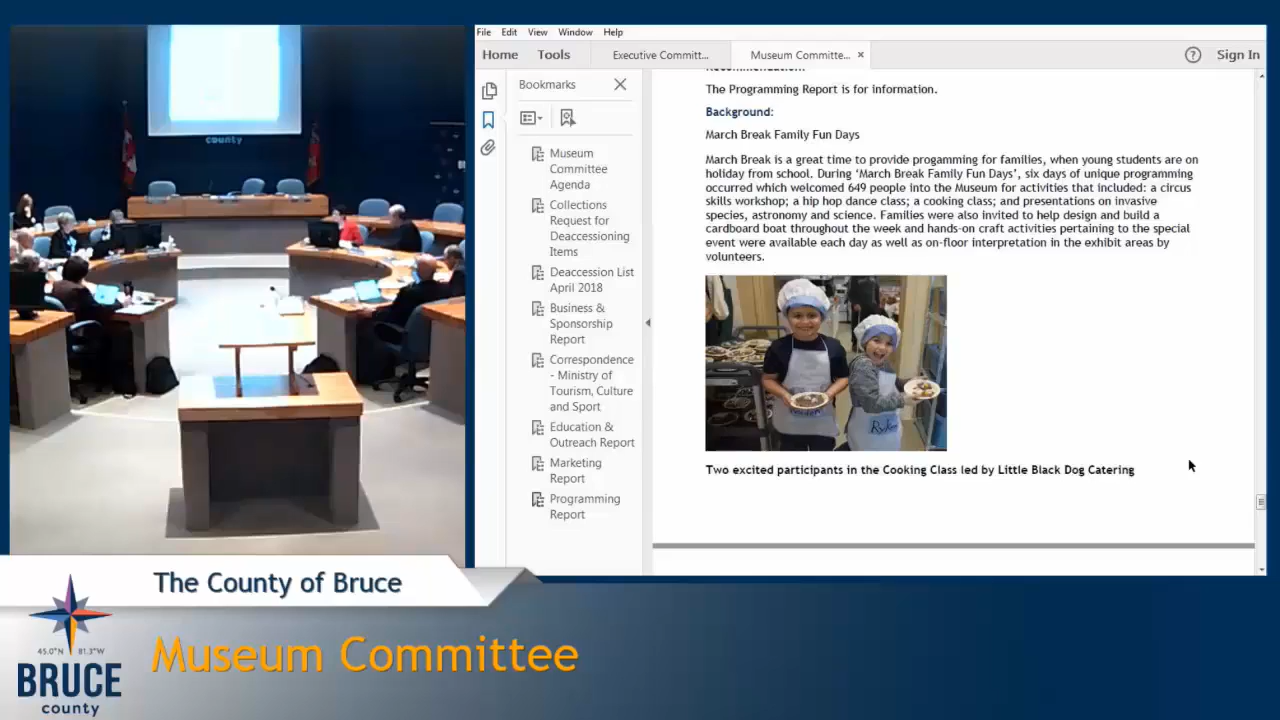 county
File Edit View Window Help
Home Tools Executive Committ... Museum Committe... × ? Sign In
Bookmarks
Museum
Committee
Agenda
Collections
Request for
Deaccessioning
Items
Deaccession List
April 2018
Business &
Sponsorship
Report
Correspondence
- Ministry of
Tourism, Culture
and Sport
Education &
Outreach Report
Marketing
Report
Programming
Report
Recommendation:
The Programming Report is for information.
Background:
March Break Family Fun Days
March Break is a great time to provide progamming for families, when young students are on
holiday from school. During ‘March Break Family Fun Days’, six days of unique programming
occurred which welcomed 649 people into the Museum for activities that included: a circus
skills workshop; a hip hop dance class; a cooking class; and presentations on invasive
species, astronomy and science. Families were also invited to help design and build a
cardboard boat throughout the week and hands-on craft activities pertaining to the special
event were available each day as well as on-floor interpretation in the exhibit areas by
volunteers.
Two excited participants in the Cooking Class led by Little Black Dog Catering
The County of Bruce
Museum Committee
45.0°N 81.3°W
BRUCE
county